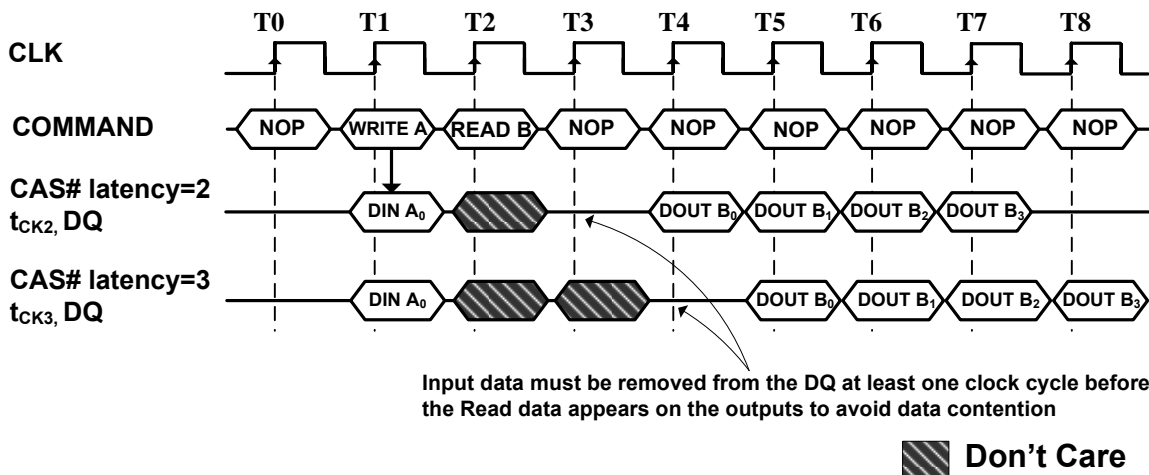 T0 T1 T2 T3 T4 T5 T6 T7 T8
CLK
COMMAND NOP WRITE A READ B NOP NOP NOP NOP NOP NOP
CAS# latency=2
tCK2, DQ DIN A0 DOUT B0 DOUT B1 DOUT B2 DOUT B3
CAS# latency=3
tCK3, DQ DIN A0 DOUT B0 DOUT B1 DOUT B2 DOUT B3
Input data must be removed from the DQ at least one clock cycle before
the Read data appears on the outputs to avoid data contention
Don't Care